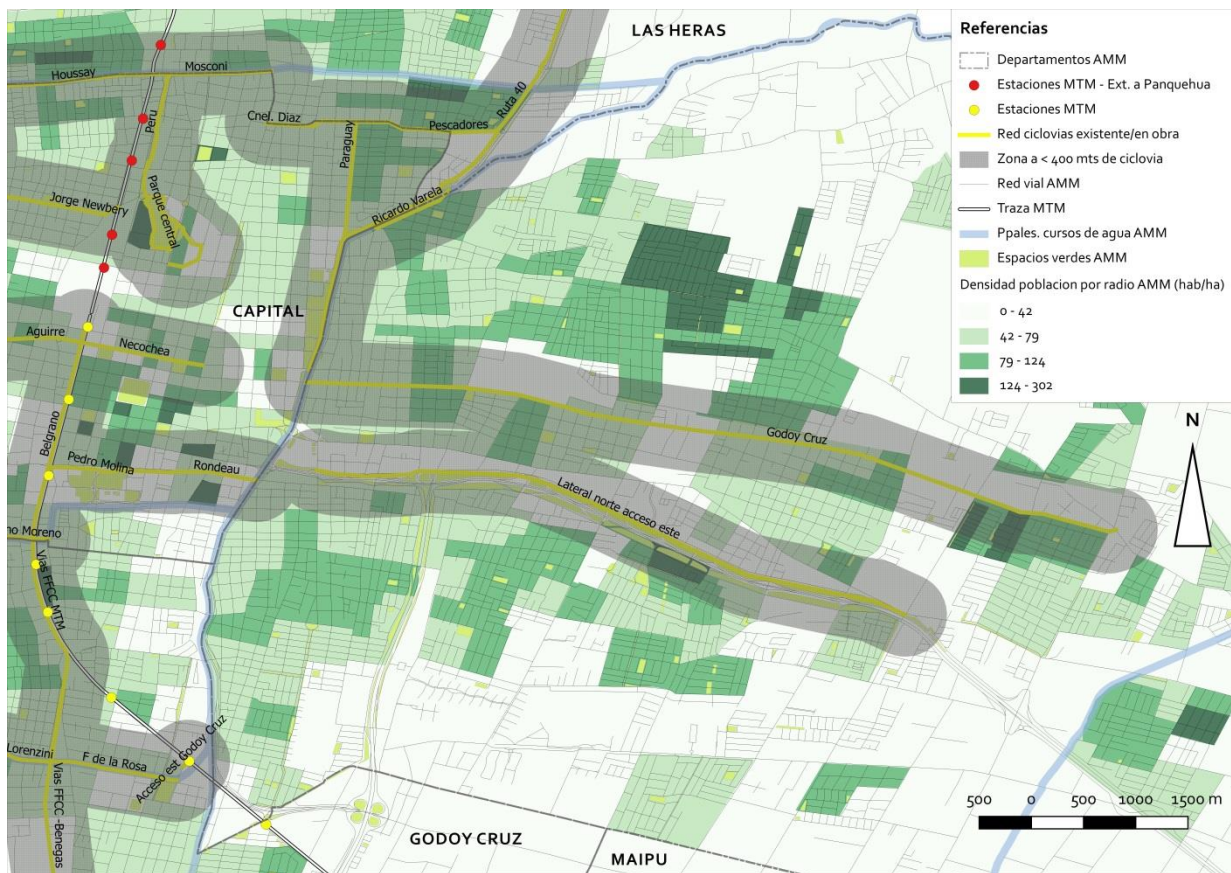 LAS HERAS
Houssay
Mosconi
Peru
Cnel. Diaz
Pescadores
Ruta 40
Paraguay
Jorge Newbery
Parque central
Ricardo Varela
CAPITAL
Aguirre
Necochea
Belgrano
Pedro Molina
Rondeau
Godoy Cruz
Lateral norte acceso este
no Moreno
Vias FFCC MTM
Lorenzini
F de la Rosa
Acceso est Godoy Cruz
Vias FFCC -Benegas
GODOY CRUZ
MAIPU
Referencias
Departamentos AMM
Estaciones MTM - Ext. a Panquehua
Estaciones MTM
Red ciclovias existente/en obra
Zona a < 400 mts de ciclovia
Red vial AMM
Traza MTM
Ppales. cursos de agua AMM
Espacios verdes AMM
Densidad poblacion por radio AMM (hab/ha)
0 - 42
42 - 79
79 - 124
124 - 302
N
500 0 500 1000 1500 m